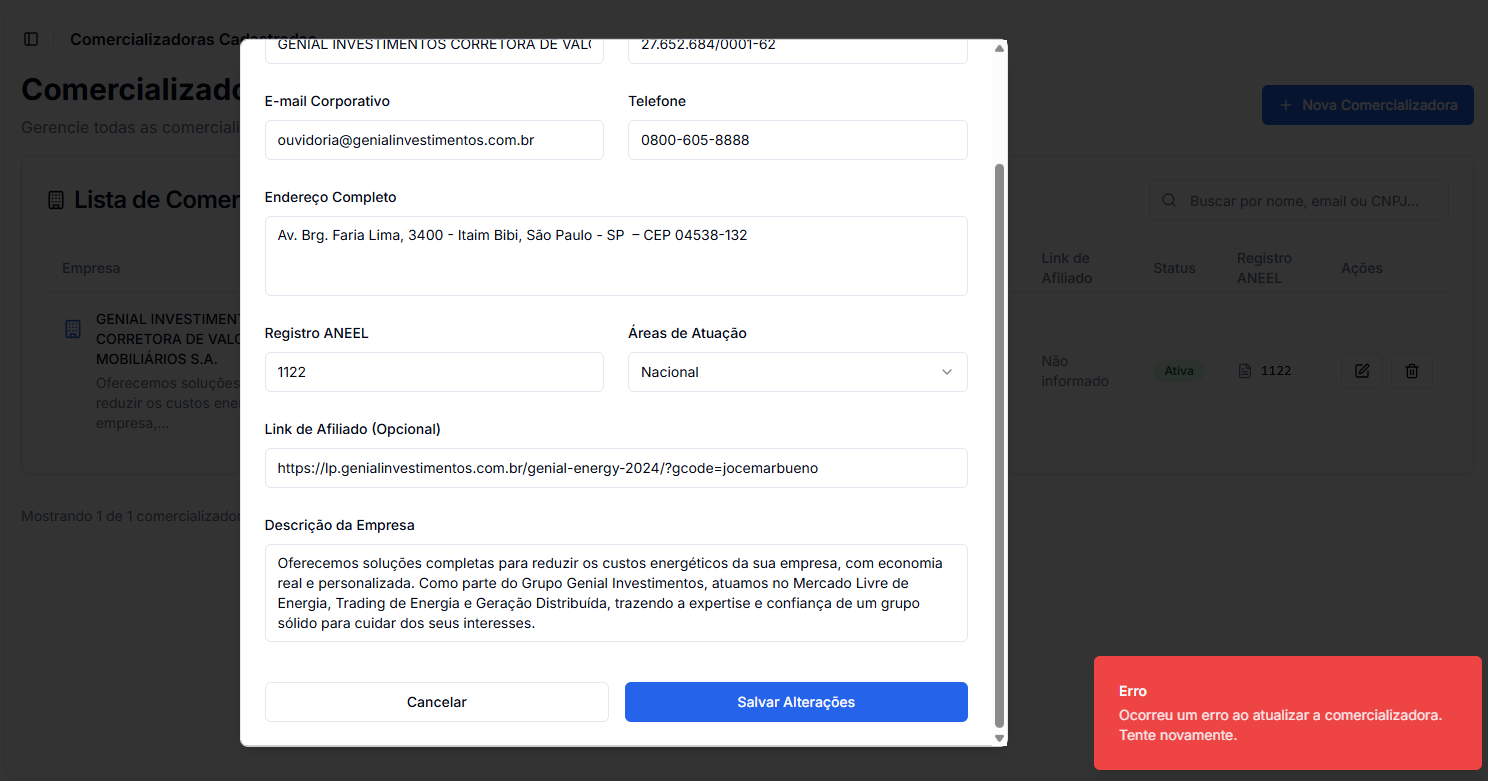 Comercializadoras Cadastradas
Comercializado
Gerencie todas as comerciali
+ Nova Comercializadora
Lista de Comer
Buscar por nome, email ou CNPJ...
Empresa
Link de
Afiliado
Status
Registro
ANEEL
Ações
GENIAL INVESTIMENT
CORRETORA DE VALO
MOBILIÁRIOS S.A.
Oferecemos soluções
reduzir os custos ene
empresa,...
Não
informado
Ativa
1122
Mostrando 1 de 1 comercializador
GENIAL INVESTIMENTOS CORRETORA DE VALO
27.652.684/0001-62
E-mail Corporativo
Telefone
ouvidoria@genialinvestimentos.com.br
0800-605-8888
Endereço Completo
Av. Brg. Faria Lima, 3400 - Itaim Bibi, São Paulo - SP – CEP 04538-132
Registro ANEEL
Áreas de Atuação
1122
Nacional
Link de Afiliado (Opcional)
https://lp.genialinvestimentos.com.br/genial-energy-2024/?gcode=jocemarbueno
Descrição da Empresa
Oferecemos soluções completas para reduzir os custos energéticos da sua empresa, com economia
real e personalizada. Como parte do Grupo Genial Investimentos, atuamos no Mercado Livre de
Energia, Trading de Energia e Geração Distribuída, trazendo a expertise e confiança de um grupo
sólido para cuidar dos seus interesses.
Cancelar
Salvar Alterações
Erro
Ocorreu um erro ao atualizar a comercializadora.
Tente novamente.